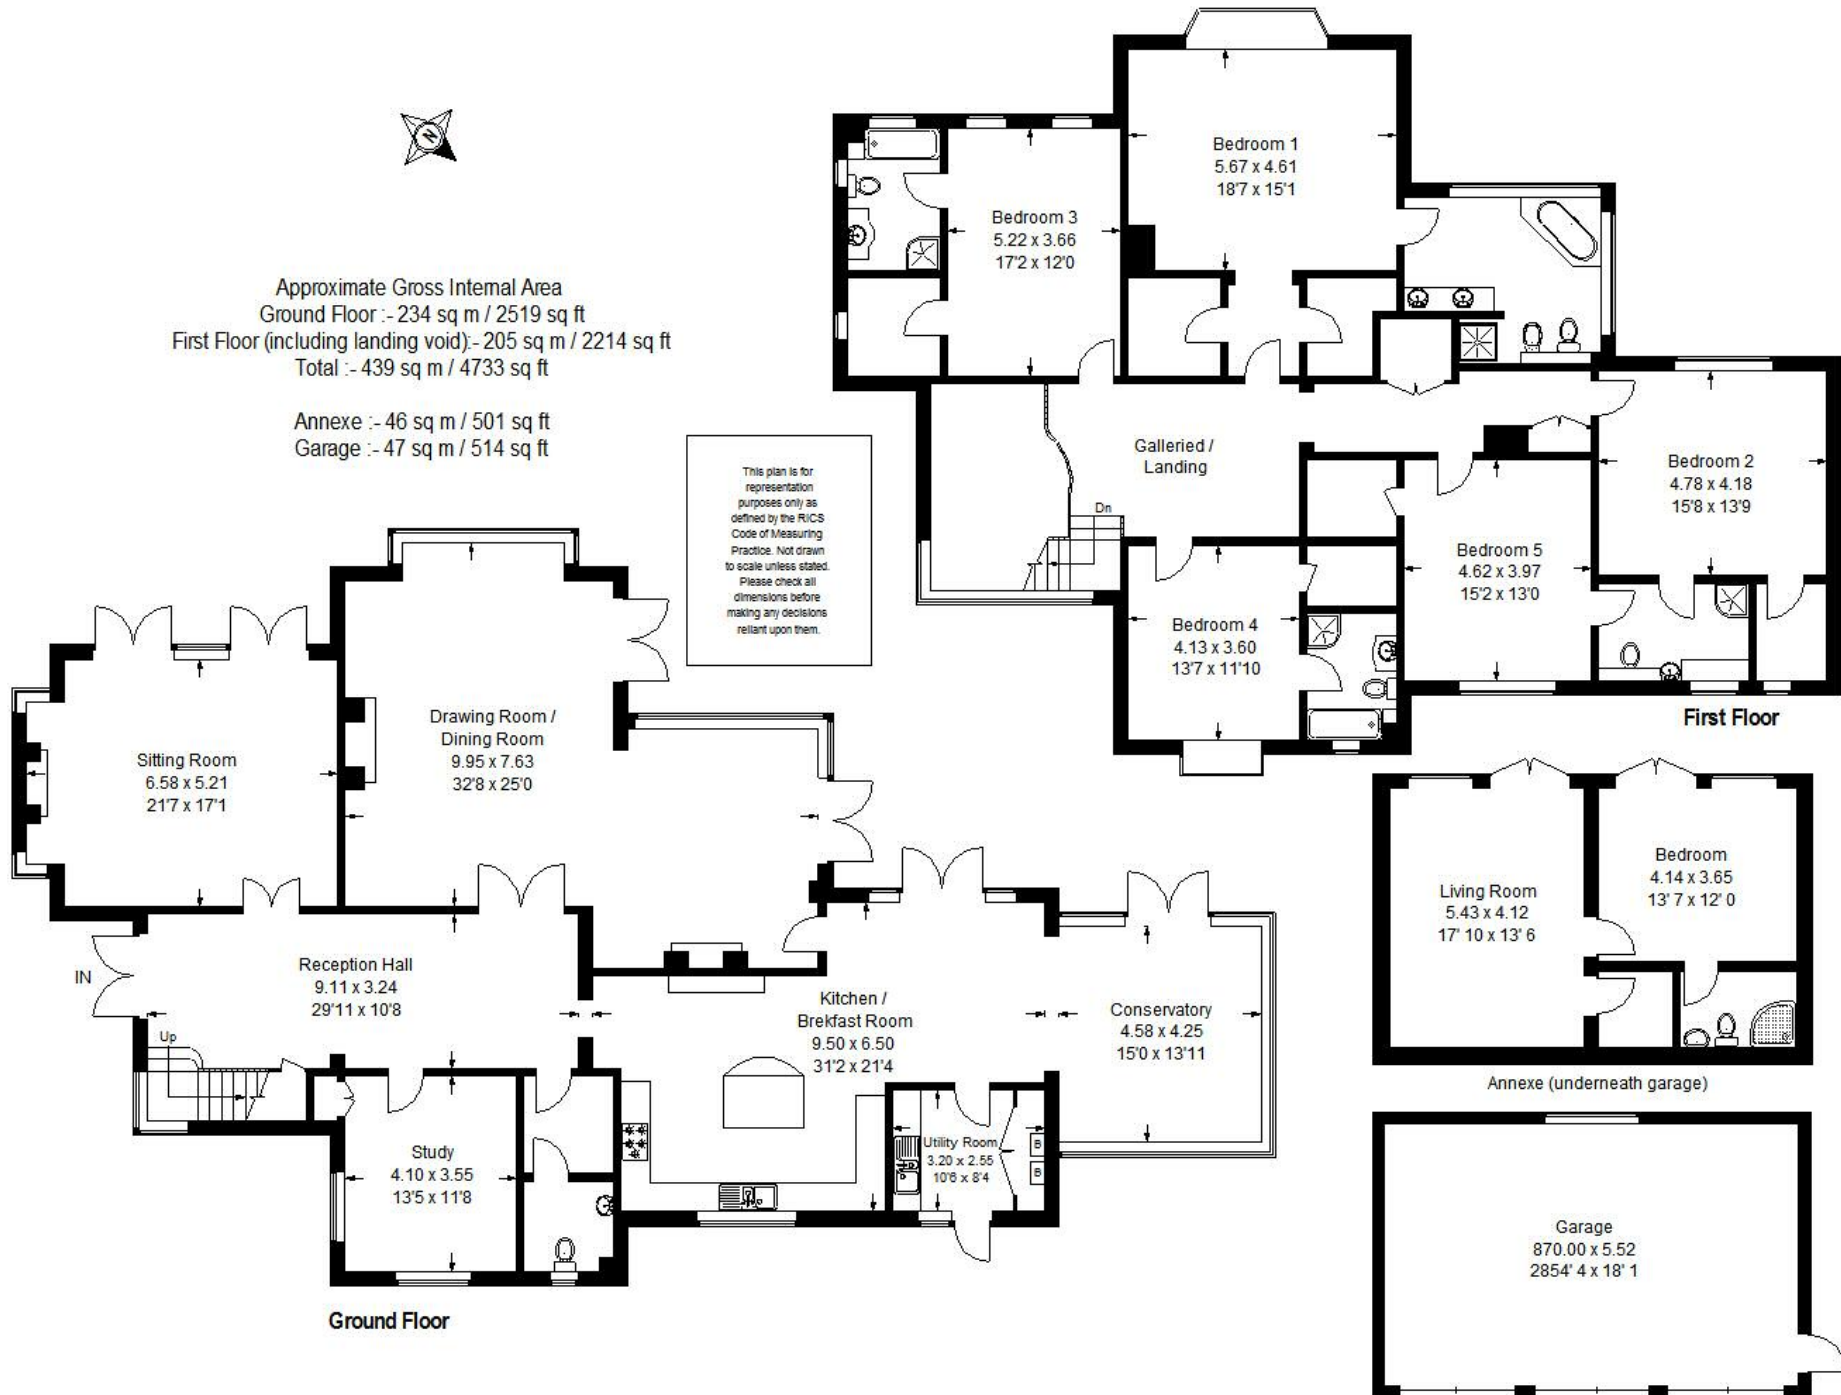 N
Approximate Gross Internal Area
Ground Floor :- 234 sq m / 2519 sq ft
First Floor (including landing void):- 205 sq m / 2214 sq ft
Total :- 439 sq m / 4733 sq ft
Annexe :- 46 sq m / 501 sq ft
Garage :- 47 sq m / 514 sq ft
This plan is for
representation
purposes only as
defined by the RICS
Code of Measuring
Practice. Not drawn
to scale unless stated.
Please check all
dimensions before
making any decisions
reliant upon them.
Bedroom 1
5.67 x 4.61
18'7 x 15'1
Bedroom 3
5.22 x 3.66
17'2 x 12'0
Galleried /
Landing
Dn
Bedroom 2
4.78 x 4.18
15'8 x 13'9
Bedroom 5
4.62 x 3.97
15'2 x 13'0
Bedroom 4
4.13 x 3.60
13'7 x 11'10
First Floor
Sitting Room
6.58 x 5.21
21'7 x 17'1
Drawing Room /
Dining Room
9.95 x 7.63
32'8 x 25'0
IN
Reception Hall
9.11 x 3.24
29'11 x 10'8
Up
Kitchen /
Brekfast Room
9.50 x 6.50
31'2 x 21'4
Conservatory
4.58 x 4.25
15'0 x 13'11
Study
4.10 x 3.55
13'5 x 11'8
Utility Room
3.20 x 2.55
10'6 x 8'4
B
B
Ground Floor
Living Room
5.43 x 4.12
17' 10 x 13' 6
Bedroom
4.14 x 3.65
13' 7 x 12' 0
Annexe (underneath garage)
Garage
870.00 x 5.52
2854' 4 x 18' 1